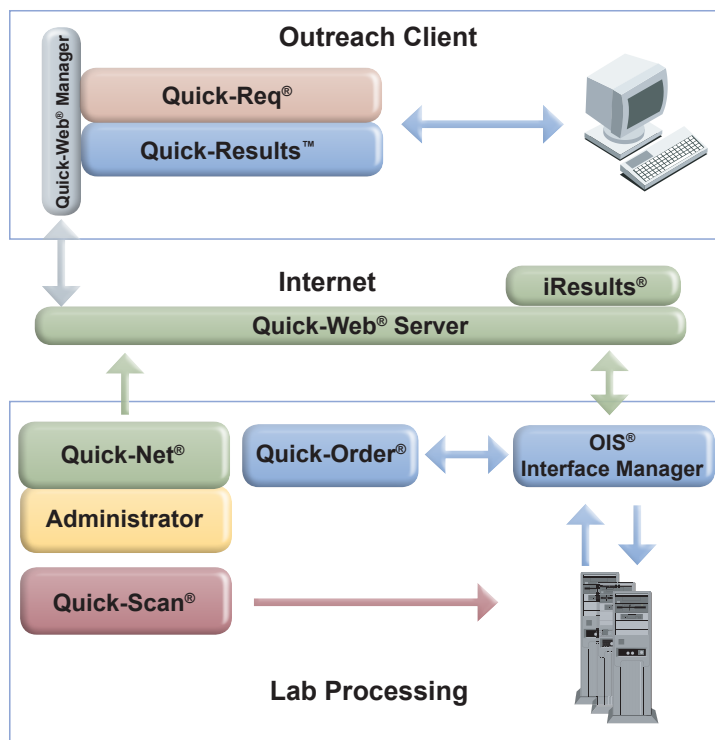 Outreach Client
Quick-Web® Manager
Quick-Req®
Quick-Results™
Internet
iResults®
Quick-Web® Server
Quick-Net®
Quick-Order®
OIS®
Interface Manager
Administrator
Quick-Scan®
Lab Processing